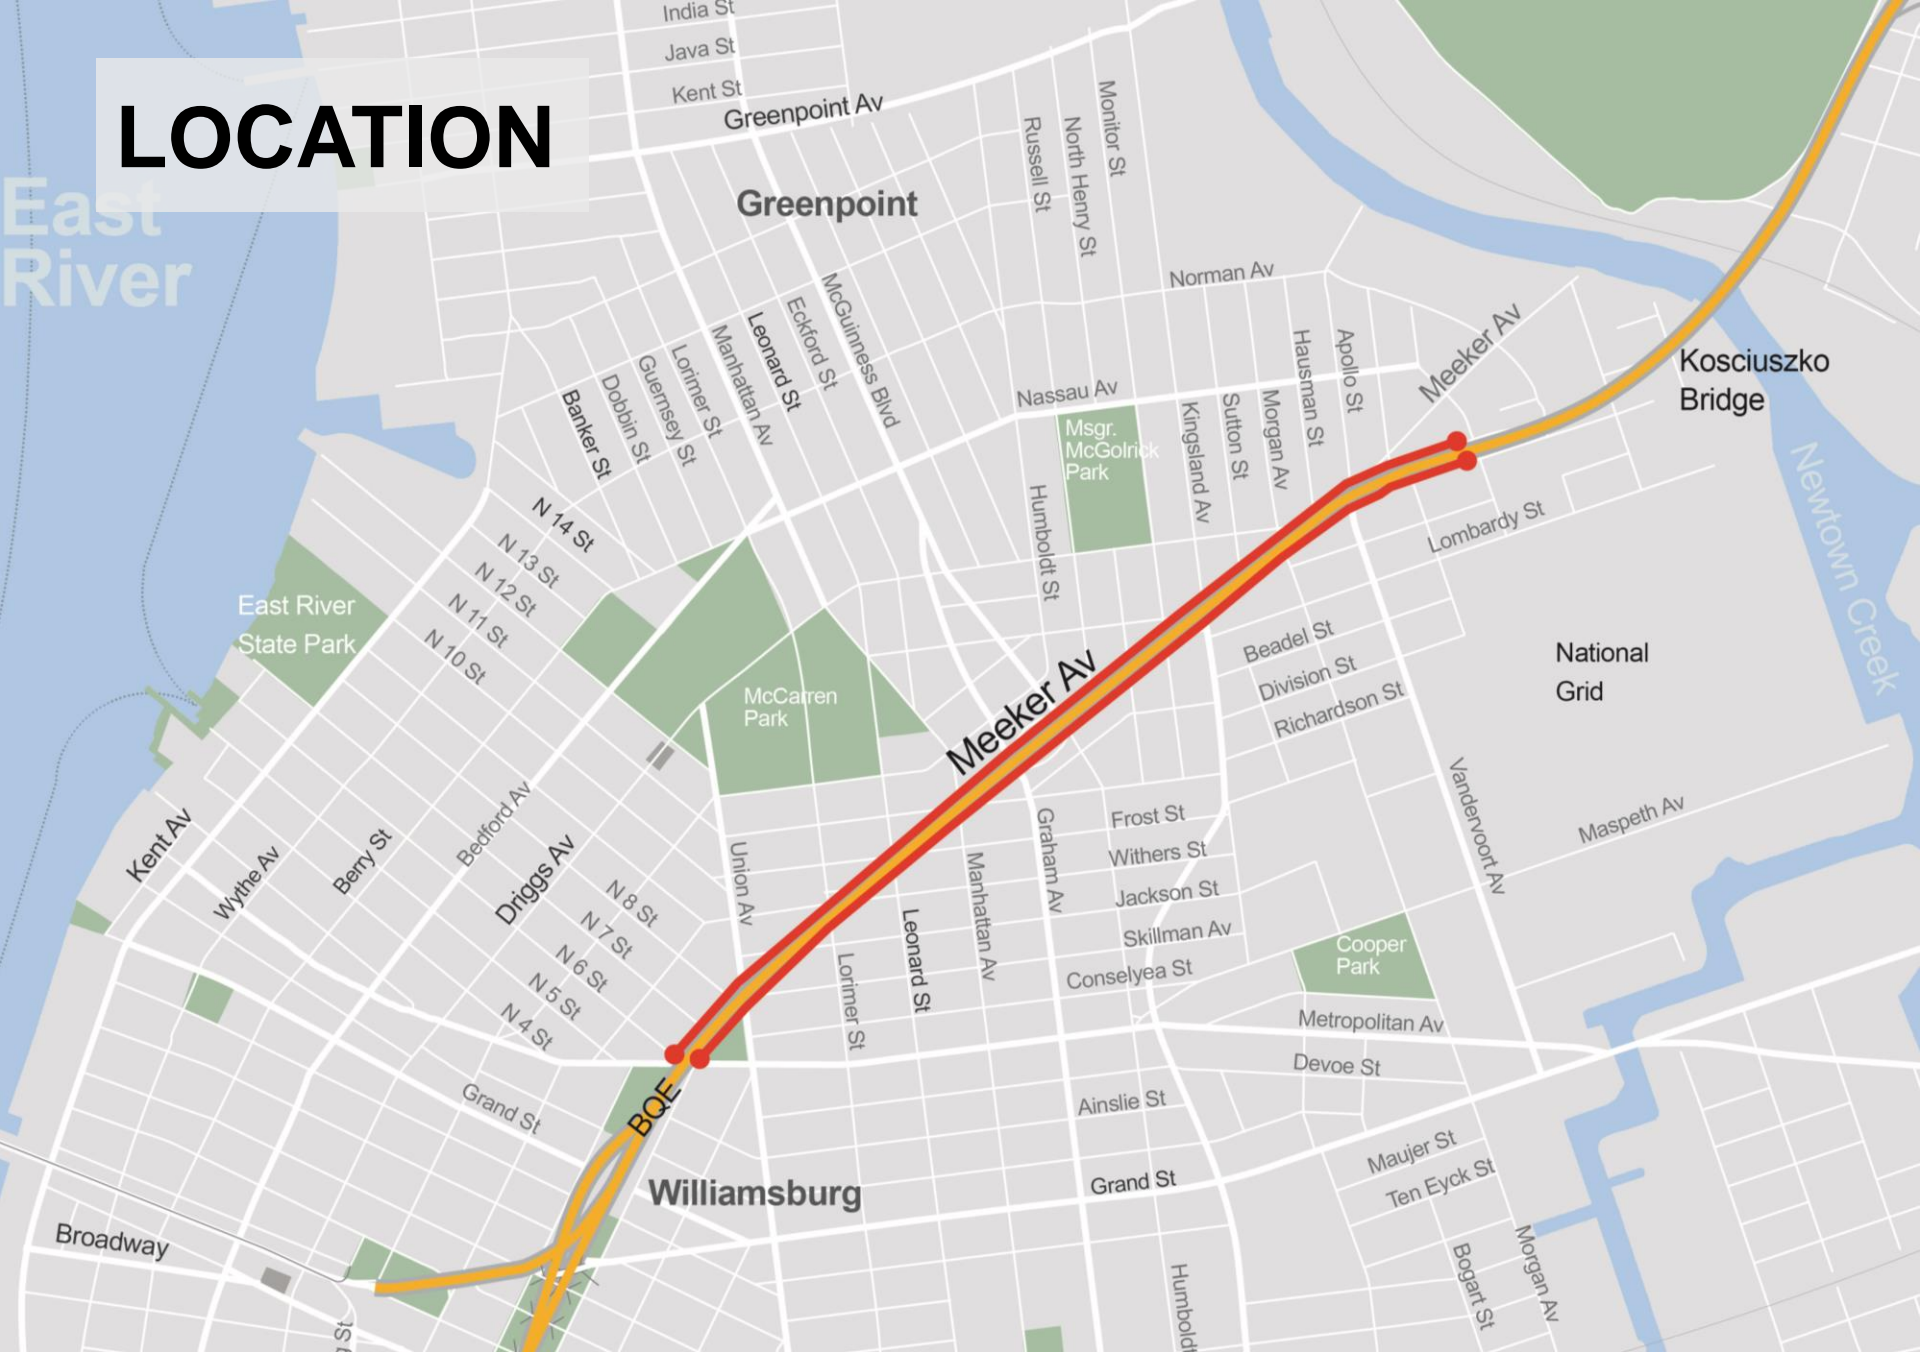 India St
Java St
Kent St
Greenpoint Av
LOCATION
East
River
Greenpoint
Russell St
North Henry St
Monitor St
Norman Av
McGuinness Blvd
Eckford St
Leonard St
Manhattan Av
Lorimer St
Guernsey St
Dobbin St
Banker St
Nassau Av
Hausman St
Apollo St
Meeker Av
Kosciuszko
Bridge
Msgr.
McGolrick
Park
Kingsland Av
Sutton St
Morgan Av
Humboldt St
Lombardy St
Newtown Creek
N 14 St
N 13 St
N 12 St
N 11 St
N 10 St
East River
State Park
McCarren
Park
Meeker Av
Beadel St
Division St
Richardson St
National
Grid
Kent Av
Wythe Av
Berry St
Bedford Av
Driggs Av
Union Av
Graham Av
Frost St
Withers St
Jackson St
Skillman Av
Conselyea St
Vandervoort Av
Maspeth Av
N 8 St
N 7 St
N 6 St
N 5 St
N 4 St
Lorimer St
Leonard St
Manhattan Av
Cooper
Park
Metropolitan Av
Devoe St
Grand St
BQE
Ainslie St
Williamsburg
Grand St
Maujer St
Ten Eyck St
Broadway
Humboldt
Bogart St
Morgan Av